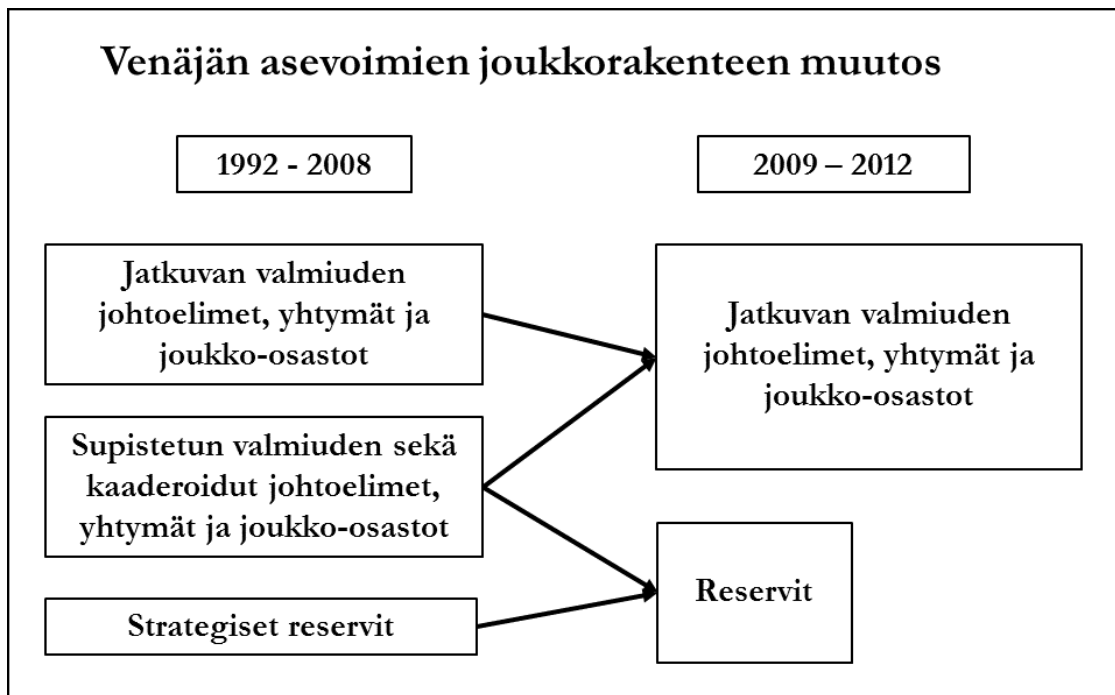 Venäjän asevoimien joukkorakenteen muutos
1992 - 2008
2009 – 2012
Jatkuvan valmiuden
johtoelimet, yhtymät ja
joukko-osastot
Supistetun valmiuden sekä
kaaderoidut johtoelimet,
yhtymät ja joukko-osastot
Strategiset reservit
Jatkuvan valmiuden
johtoelimet, yhtymät ja
joukko-osastot
Reservit